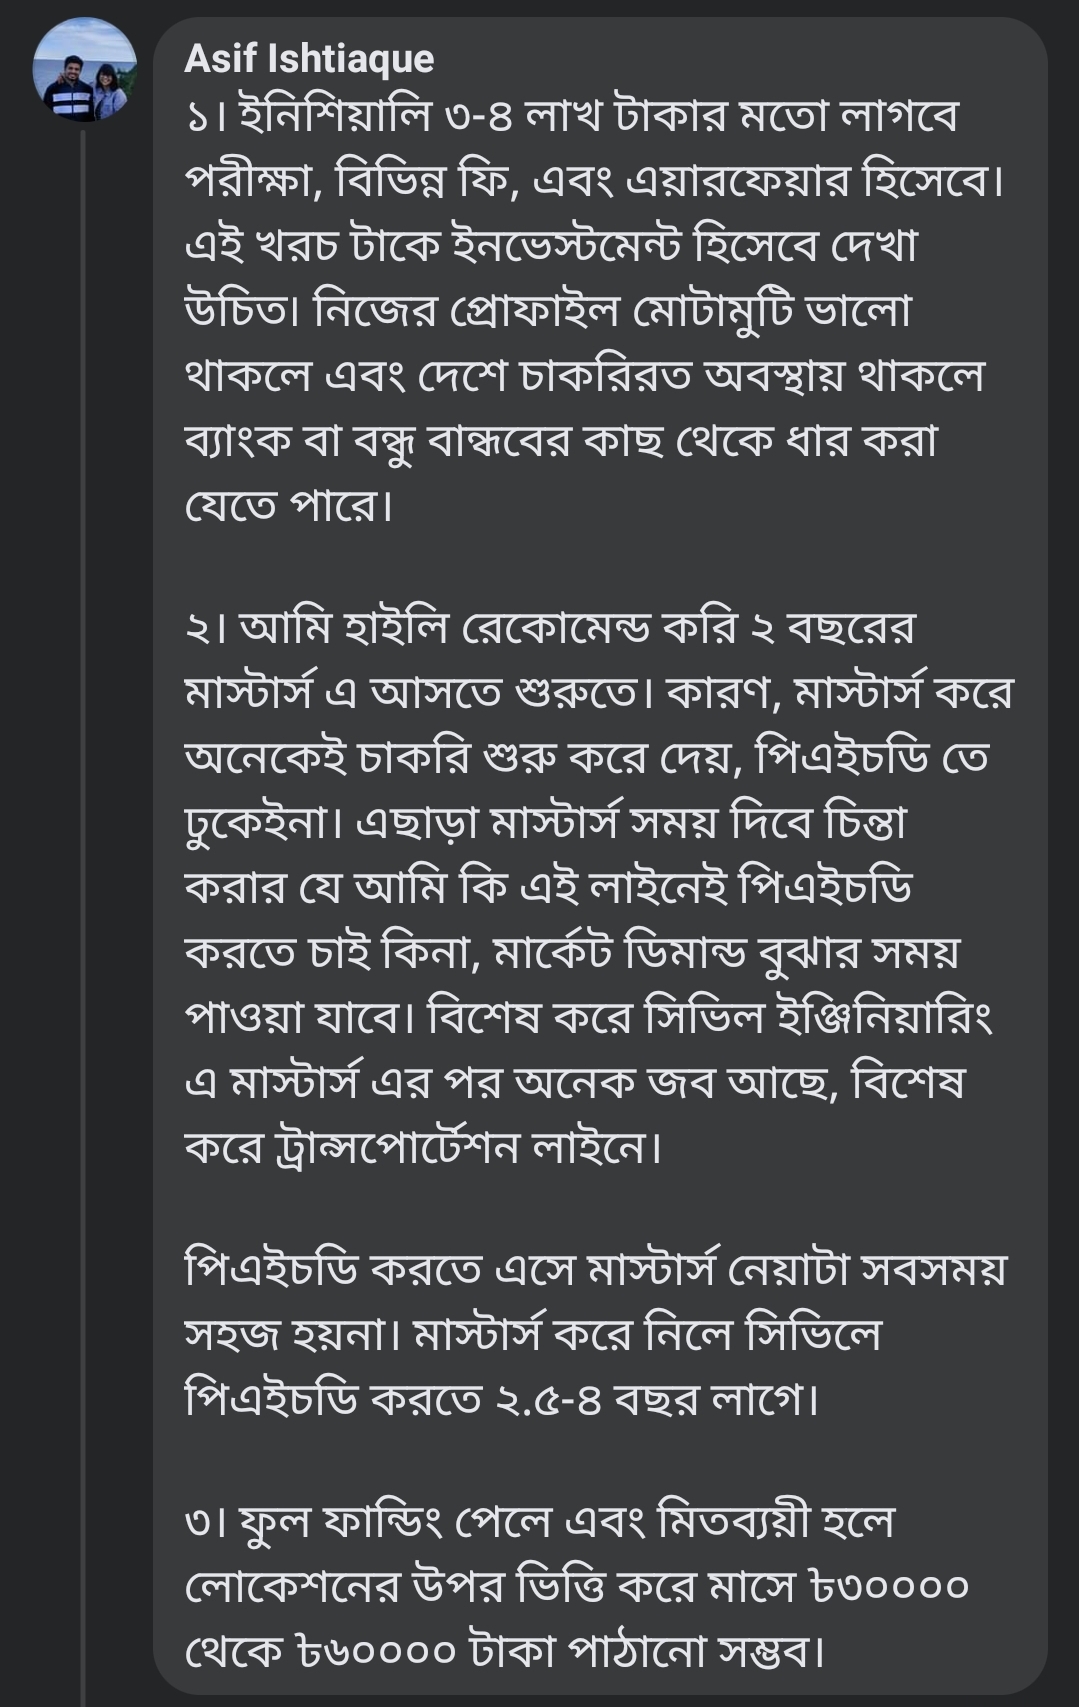 Asif Ishtiaque
১। ইনিশিয়ালি ৩-৪ লাখ টাকার মতো লাগবে
পরীক্ষা, বিভিন্ন ফি, এবং এয়ারফেয়ার হিসেবে।
এই খরচ টাকে ইনভেস্টমেন্ট হিসেবে দেখা
উচিত। নিজের প্রোফাইল মোটামুটি ভালো
থাকলে এবং দেশে চাকরিরত অবস্থায় থাকলে
ব্যাংক বা বন্ধু বান্ধবের কাছ থেকে ধার করা
যেতে পারে।
২। আমি হাইলি রেকোমেন্ড করি ২ বছরের
মাস্টার্স এ আসতে শুরুতে। কারণ, মাস্টার্স করে
অনেকেই চাকরি শুরু করে দেয়, পিএইচডি তে
ঢুকেইনা। এছাড়া মাস্টার্স সময় দিবে চিন্তা
করার যে আমি কি এই লাইনেই পিএইচডি
করতে চাই কিনা, মার্কেট ডিমান্ড বুঝার সময়
পাওয়া যাবে। বিশেষ করে সিভিল ইঞ্জিনিয়ারিং
এ মাস্টার্স এর পর অনেক জব আছে, বিশেষ
করে ট্রান্সপোর্টেশন লাইনে।
পিএইচডি করতে এসে মাস্টার্স নেয়াটা সবসময়
সহজ হয়না। মাস্টার্স করে নিলে সিভিলে
পিএইচডি করতে ২.৫-৪ বছর লাগে।
৩। ফুল ফান্ডিং পেলে এবং মিতব্যয়ী হলে
লোকেশনের উপর ভিত্তি করে মাসে ৳৩০০০০
থেকে ৳৬০০০০ টাকা পাঠানো সম্ভব।